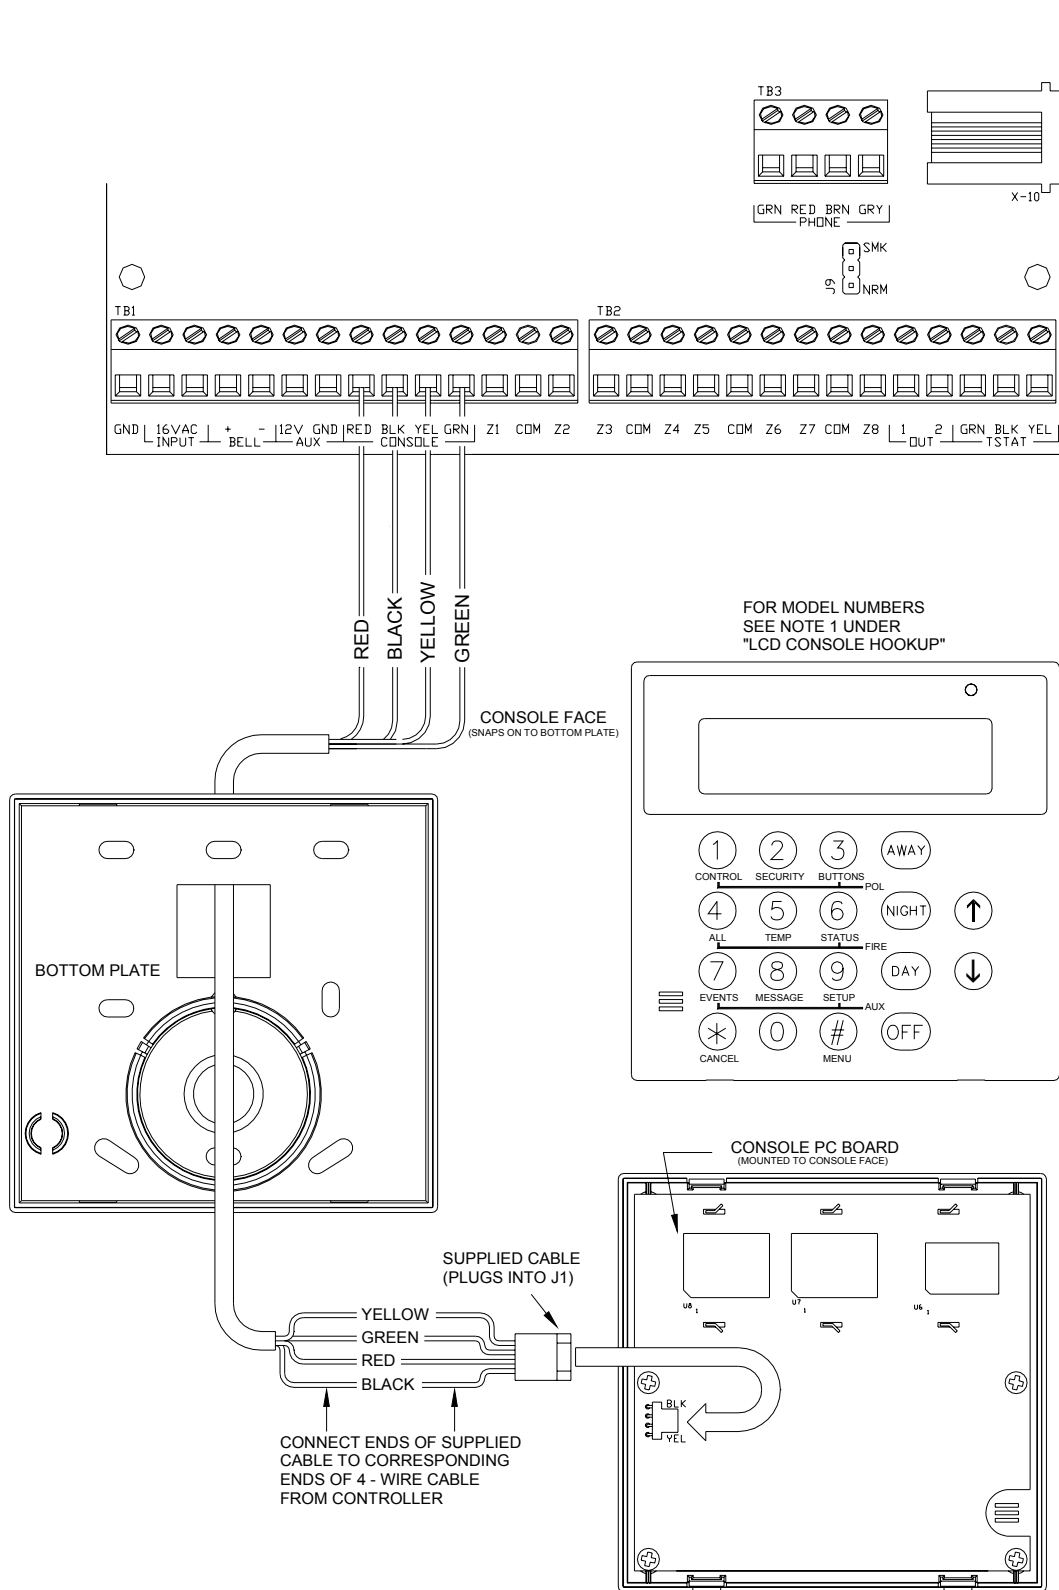 TB3
GRN RED BRN GRY
PHONE
X-10
SMK
J9
NRM
TB1
TB2
GND 16VAC + - 12V GND RED BLK YEL GRN Z1 COM Z2 Z3 COM Z4 Z5 COM Z6 Z7 COM Z8 1 2 GRN BLK YEL
INPUT BELL AUX CONSOLE OUT TSTAT
RED
BLACK
YELLOW
GREEN
FOR MODEL NUMBERS
SEE NOTE 1 UNDER
"LCD CONSOLE HOOKUP"
CONSOLE FACE
(SNAPS ON TO BOTTOM PLATE)
1 2 3 AWAY
CONTROL SECURITY BUTTONS
POL
4 5 6 NIGHT ↑
ALL TEMP STATUS
FIRE
7 8 9 DAY ↓
EVENTS MESSAGE SETUP
AUX
* 0 # OFF
CANCEL MENU
BOTTOM PLATE
CONSOLE PC BOARD
(MOUNTED TO CONSOLE FACE)
U8 1
U7 1
U6 1
SUPPLIED CABLE
(PLUGS INTO J1)
YELLOW
GREEN
RED
BLACK
BLK
YEL
CONNECT ENDS OF SUPPLIED
CABLE TO CORRESPONDING
ENDS OF 4 - WIRE CABLE
FROM CONTROLLER